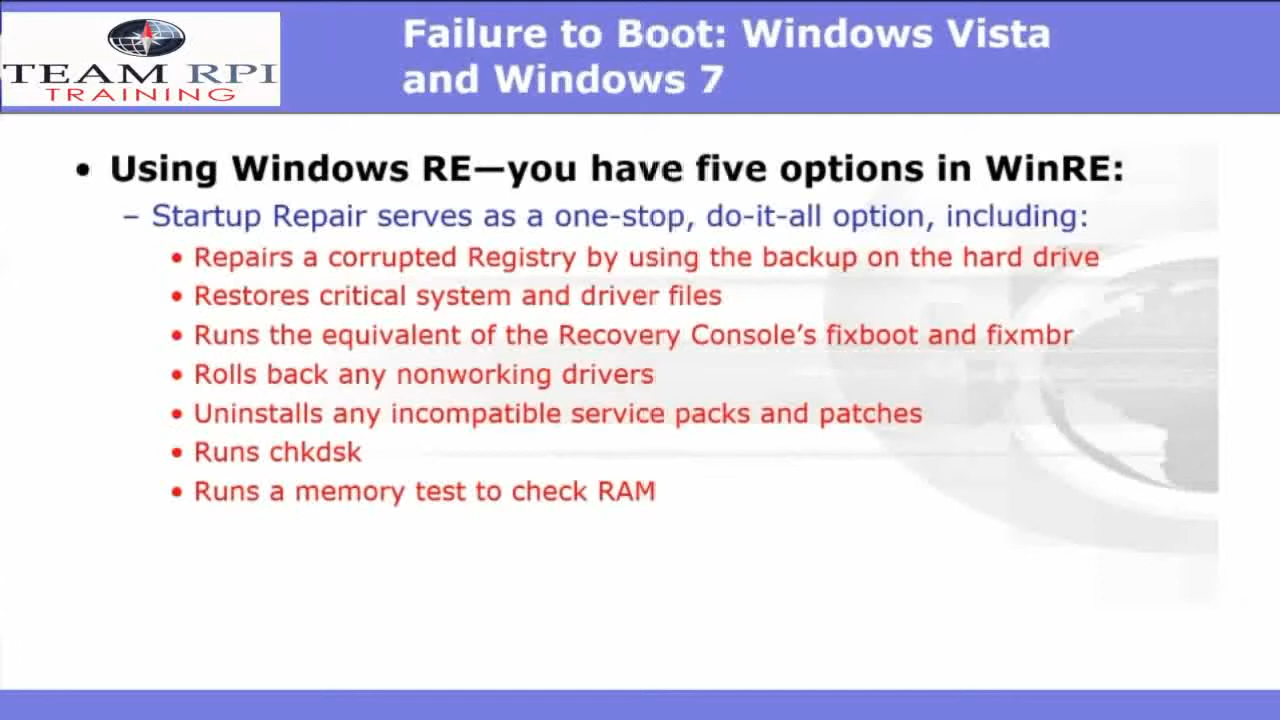 TEAM RPI
TRAINING
Failure to Boot: Windows Vista
and Windows 7
• Using Windows RE—you have five options in WinRE:
– Startup Repair serves as a one-stop, do-it-all option, including:
• Repairs a corrupted Registry by using the backup on the hard drive
• Restores critical system and driver files
• Runs the equivalent of the Recovery Console’s fixboot and fixmbr
• Rolls back any nonworking drivers
• Uninstalls any incompatible service packs and patches
• Runs chkdsk
• Runs a memory test to check RAM